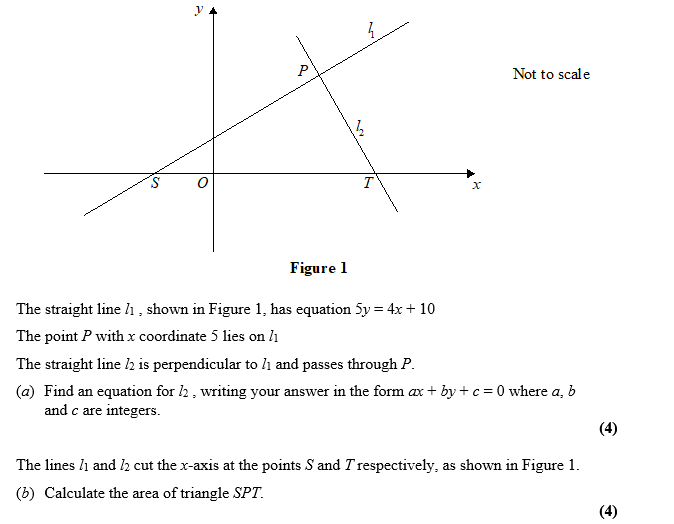 y
l₁
P
Not to scale
l₂
S
O
T
x
Figure 1
The straight line l₁ , shown in Figure 1, has equation 5y = 4x + 10
The point P with x coordinate 5 lies on l₁
The straight line l₂ is perpendicular to l₁ and passes through P.
(a) Find an equation for l₂ , writing your answer in the form ax + by + c = 0 where a, b
and c are integers.
(4)
The lines l₁ and l₂ cut the x-axis at the points S and T respectively, as shown in Figure 1.
(b) Calculate the area of triangle SPT.
(4)